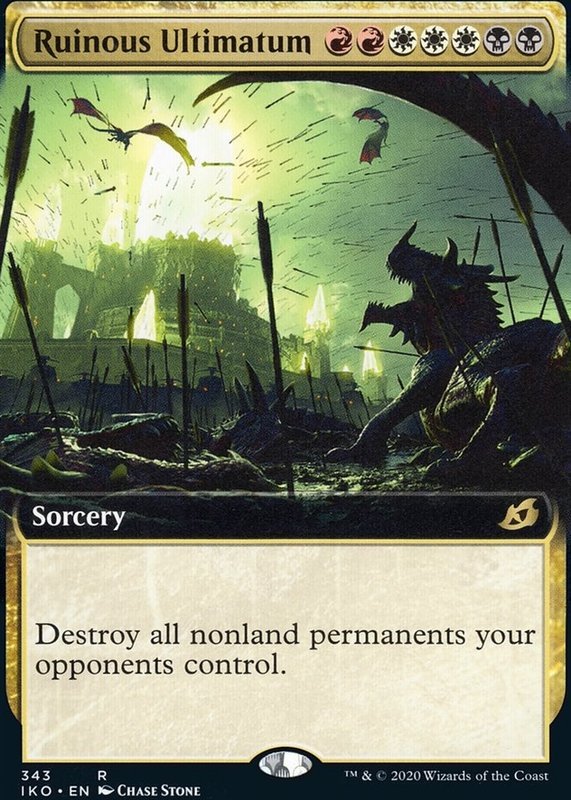 Ruinous Ultimatum
Sorcery
Destroy all nonland permanents your
opponents control.
343 R
IKO • EN Chase Stone
™ & © 2020 Wizards of the Coast